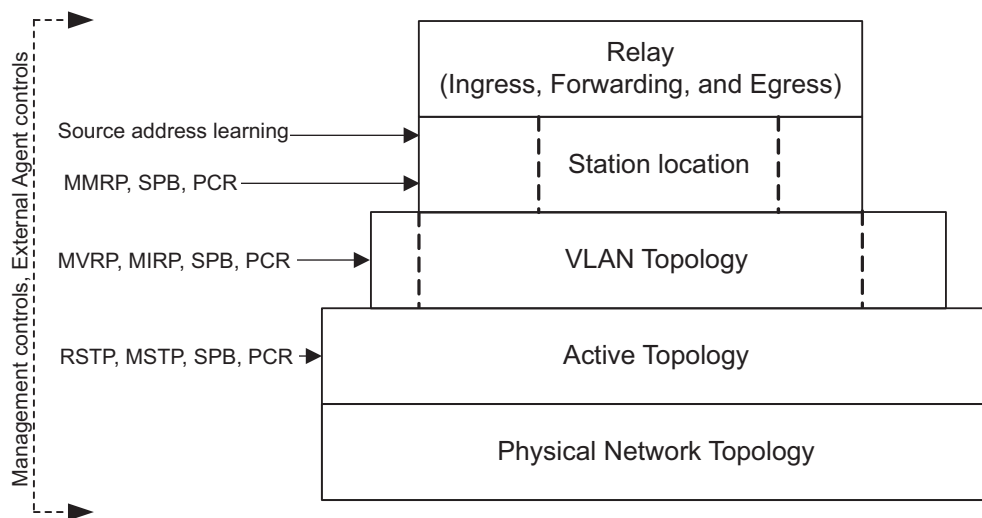 Management controls, External Agent controls
Relay
(Ingress, Forwarding, and Egress)
Source address learning
Station location
MMRP, SPB, PCR
MVRP, MIRP, SPB, PCR
VLAN Topology
RSTP, MSTP, SPB, PCR
Active Topology
Physical Network Topology